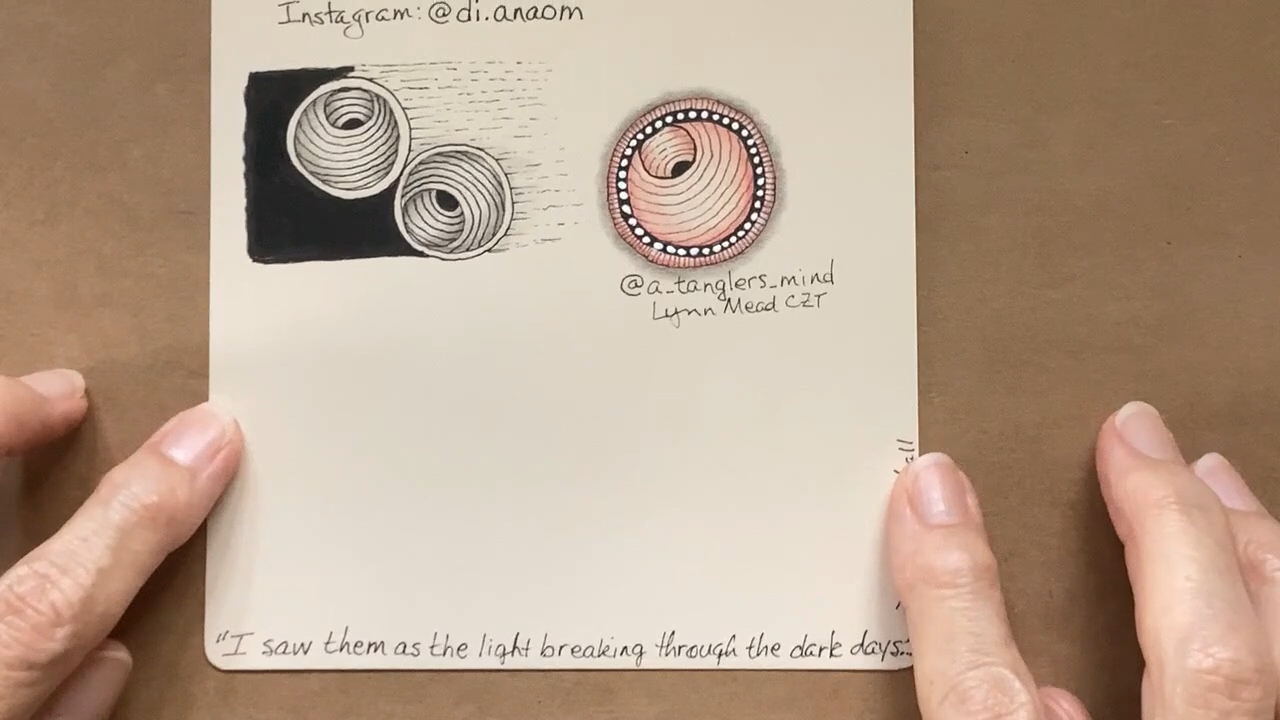 Instagram: @di.anaom
@a_tanglers_mind
Lynn Mead CZT
"I saw them as the light breaking through the dark days..